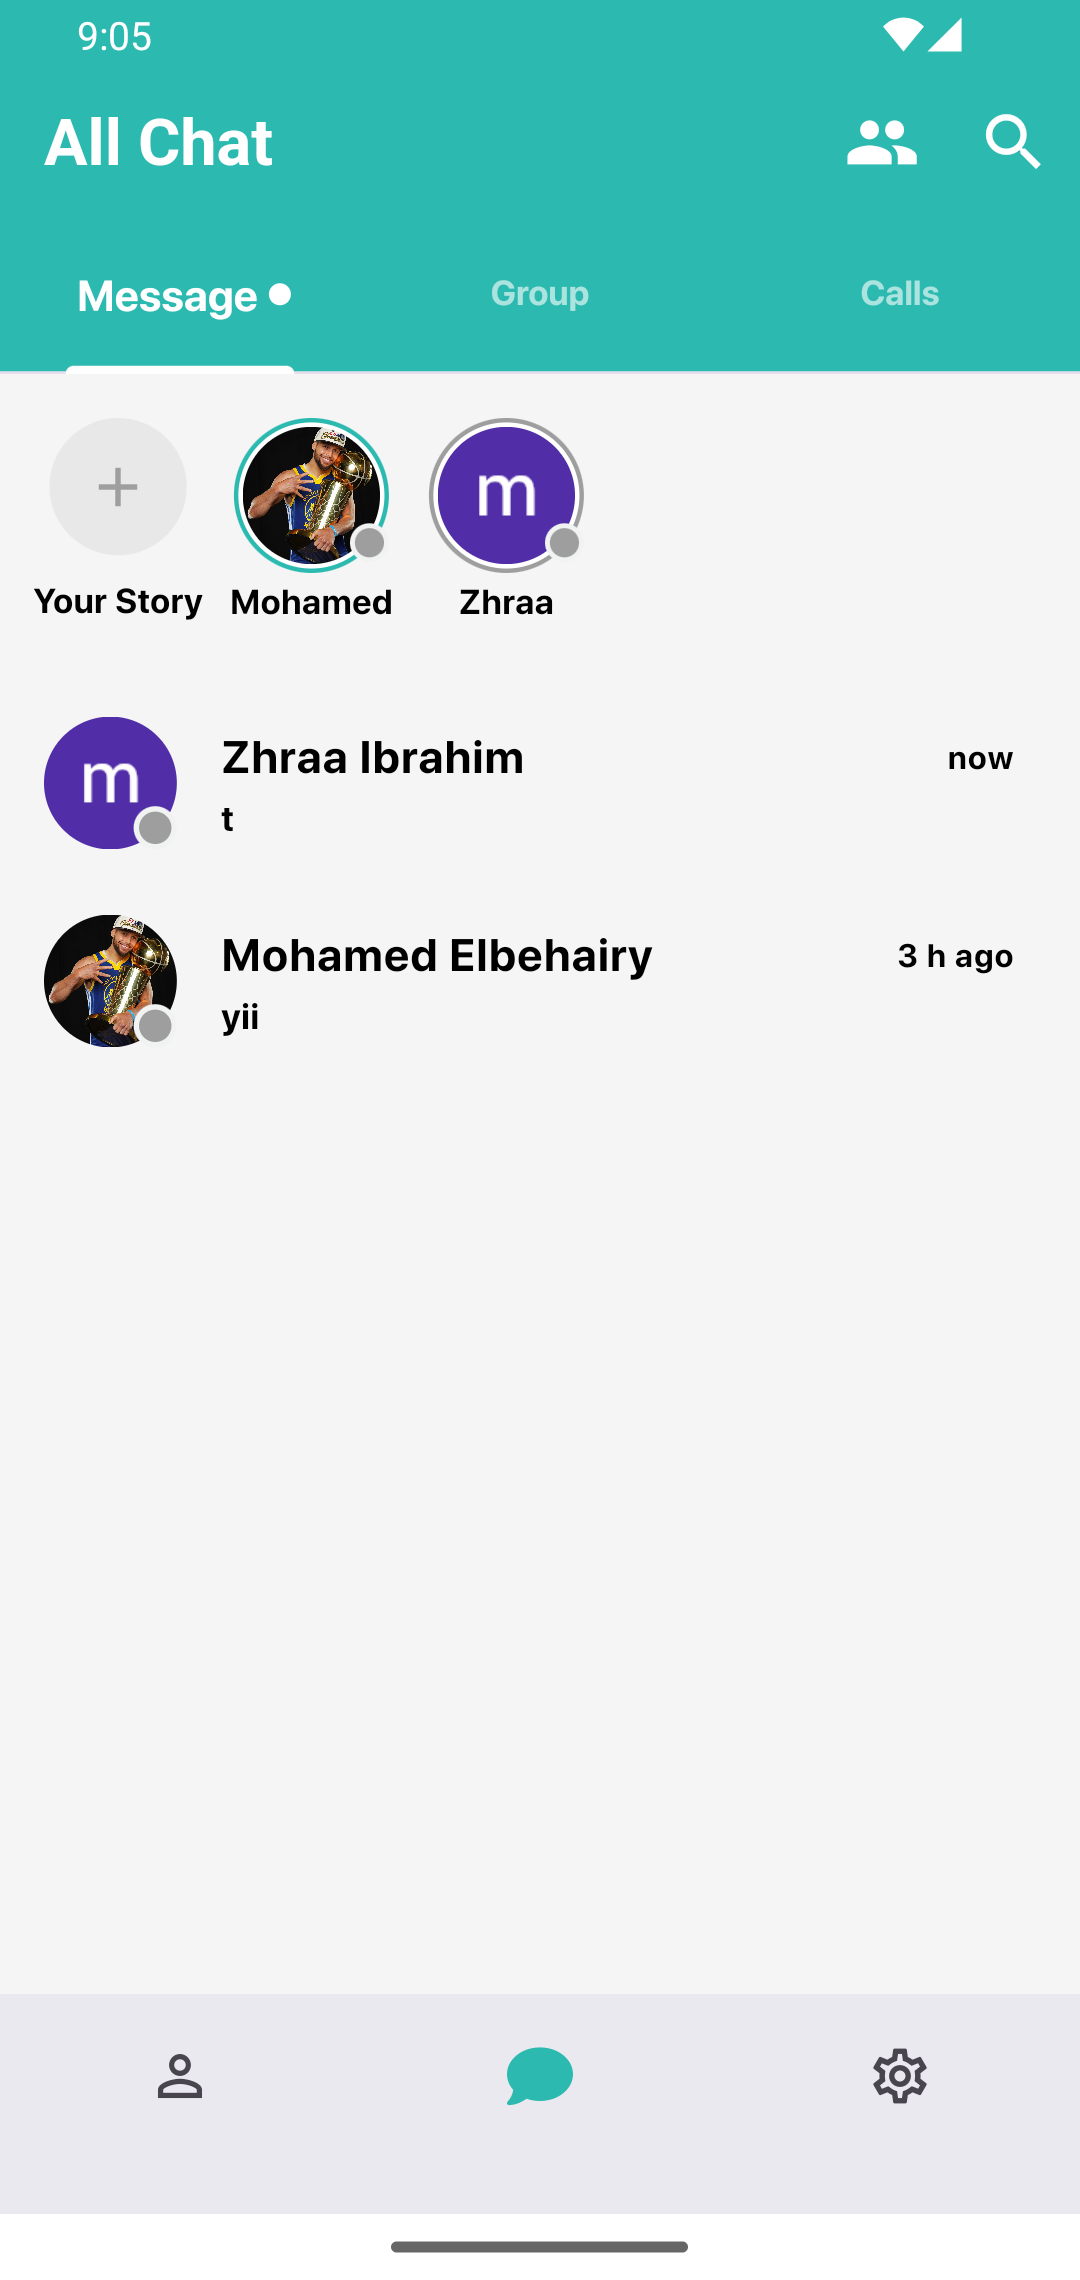 9:05
All Chat
Message
Group
Calls
m
Your Story
Mohamed
Zhraa
m
Zhraa Ibrahim
now
t
Mohamed Elbehairy
3 h ago
yii